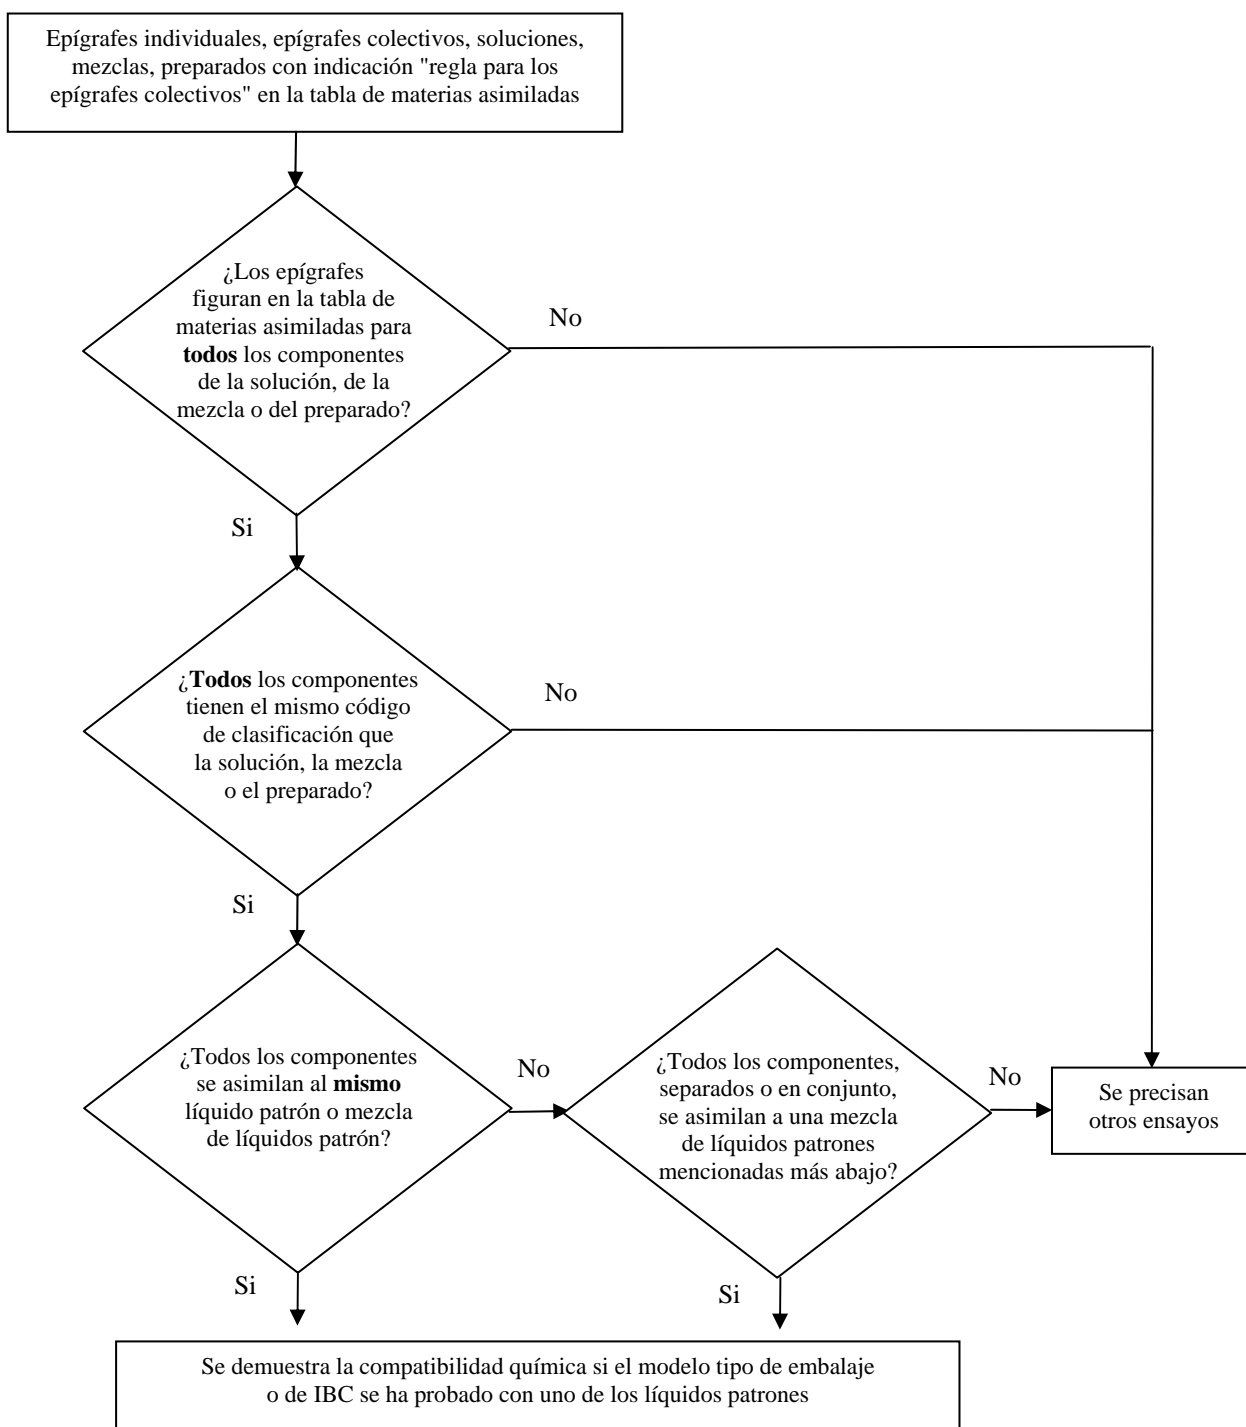 Epígrafes individuales, epígrafes colectivos, soluciones,
mezclas, preparados con indicación "regla para los
epígrafes colectivos" en la tabla de materias asimiladas
¿Los epígrafes
figuran en la tabla de
materias asimiladas para
todos los componentes
de la solución, de la
mezcla o del preparado?
No
Si
¿Todos los componentes
tienen el mismo código
de clasificación que
la solución, la mezcla
o el preparado?
No
Si
¿Todos los componentes
se asimilan al mismo
líquido patrón o mezcla
de líquidos patrón?
No
¿Todos los componentes,
separados o en conjunto,
se asimilan a una mezcla
de líquidos patrones
mencionadas más abajo?
No
Se precisan
otros ensayos
Si
Si
Se demuestra la compatibilidad química si el modelo tipo de embalaje
o de IBC se ha probado con uno de los líquidos patrones